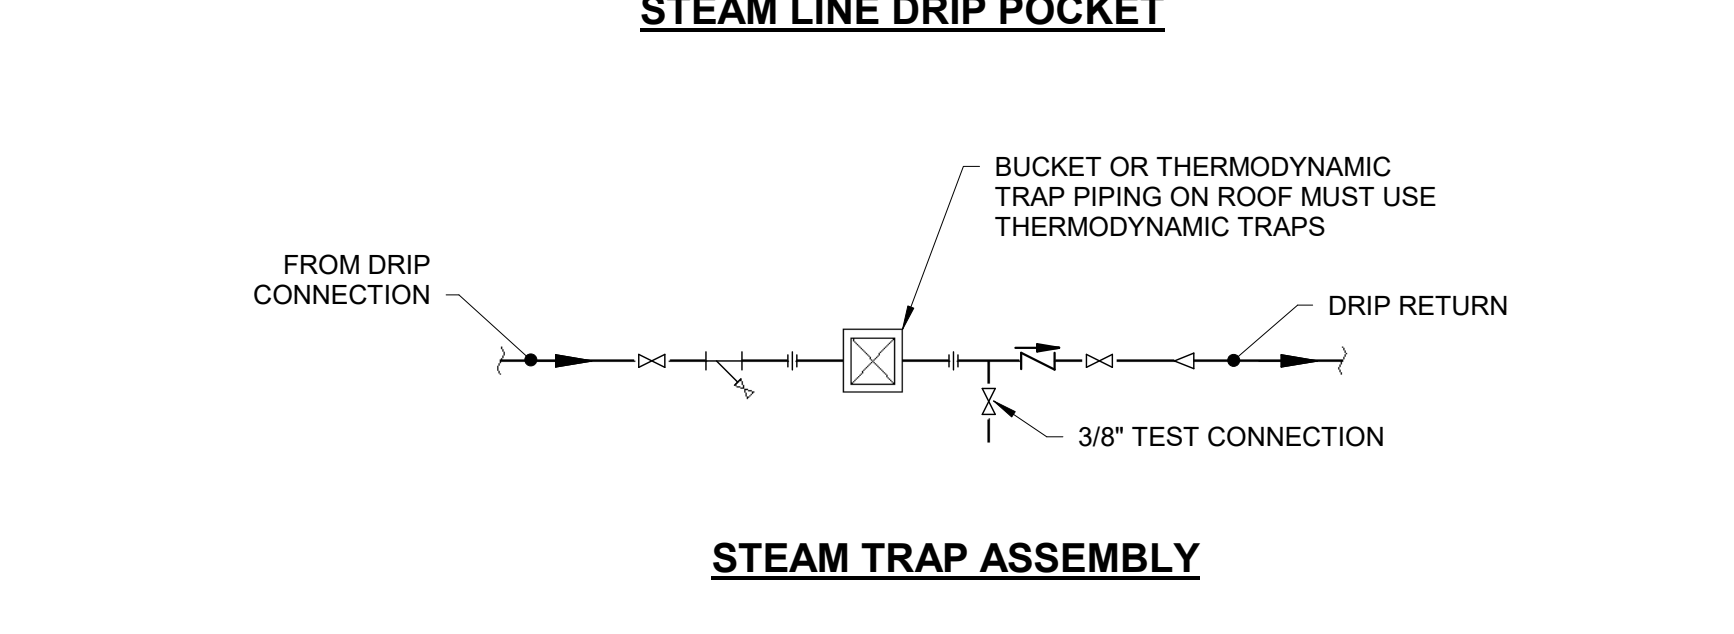 STEAM LINE DRIP POCKET
BUCKET OR THERMODYNAMIC
TRAP PIPING ON ROOF MUST USE
THERMODYNAMIC TRAPS
FROM DRIP
CONNECTION
DRIP RETURN
3/8" TEST CONNECTION
STEAM TRAP ASSEMBLY